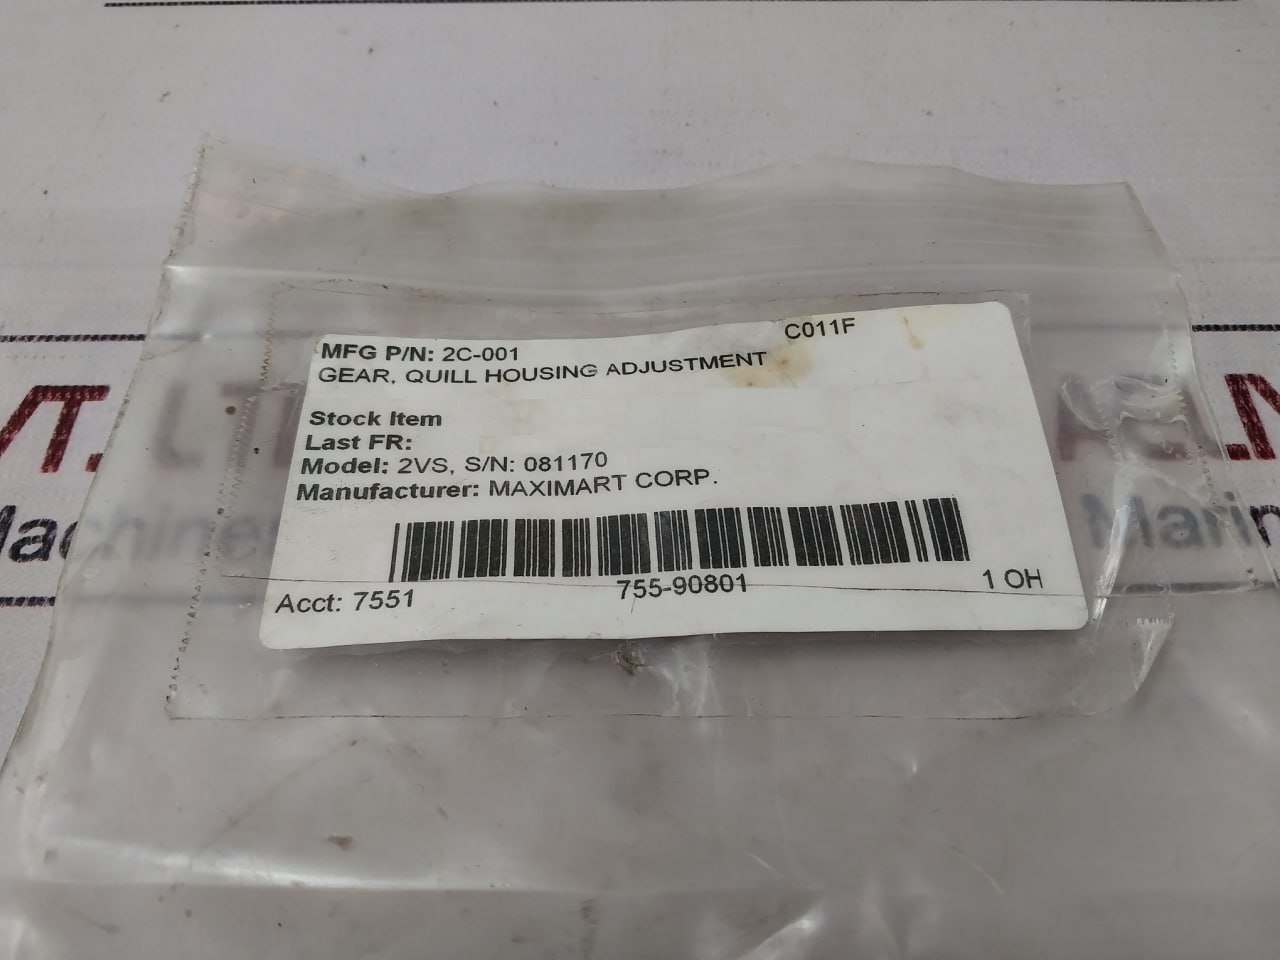 C011F
MFG P/N: 2C-001
GEAR, QUILL HOUSING ADJUSTMENT
Stock Item
Last FR:
Model: 2VS, S/N: 081170
Manufacturer: MAXIMART CORP.
755-90801
Acct: 7551
1 OH